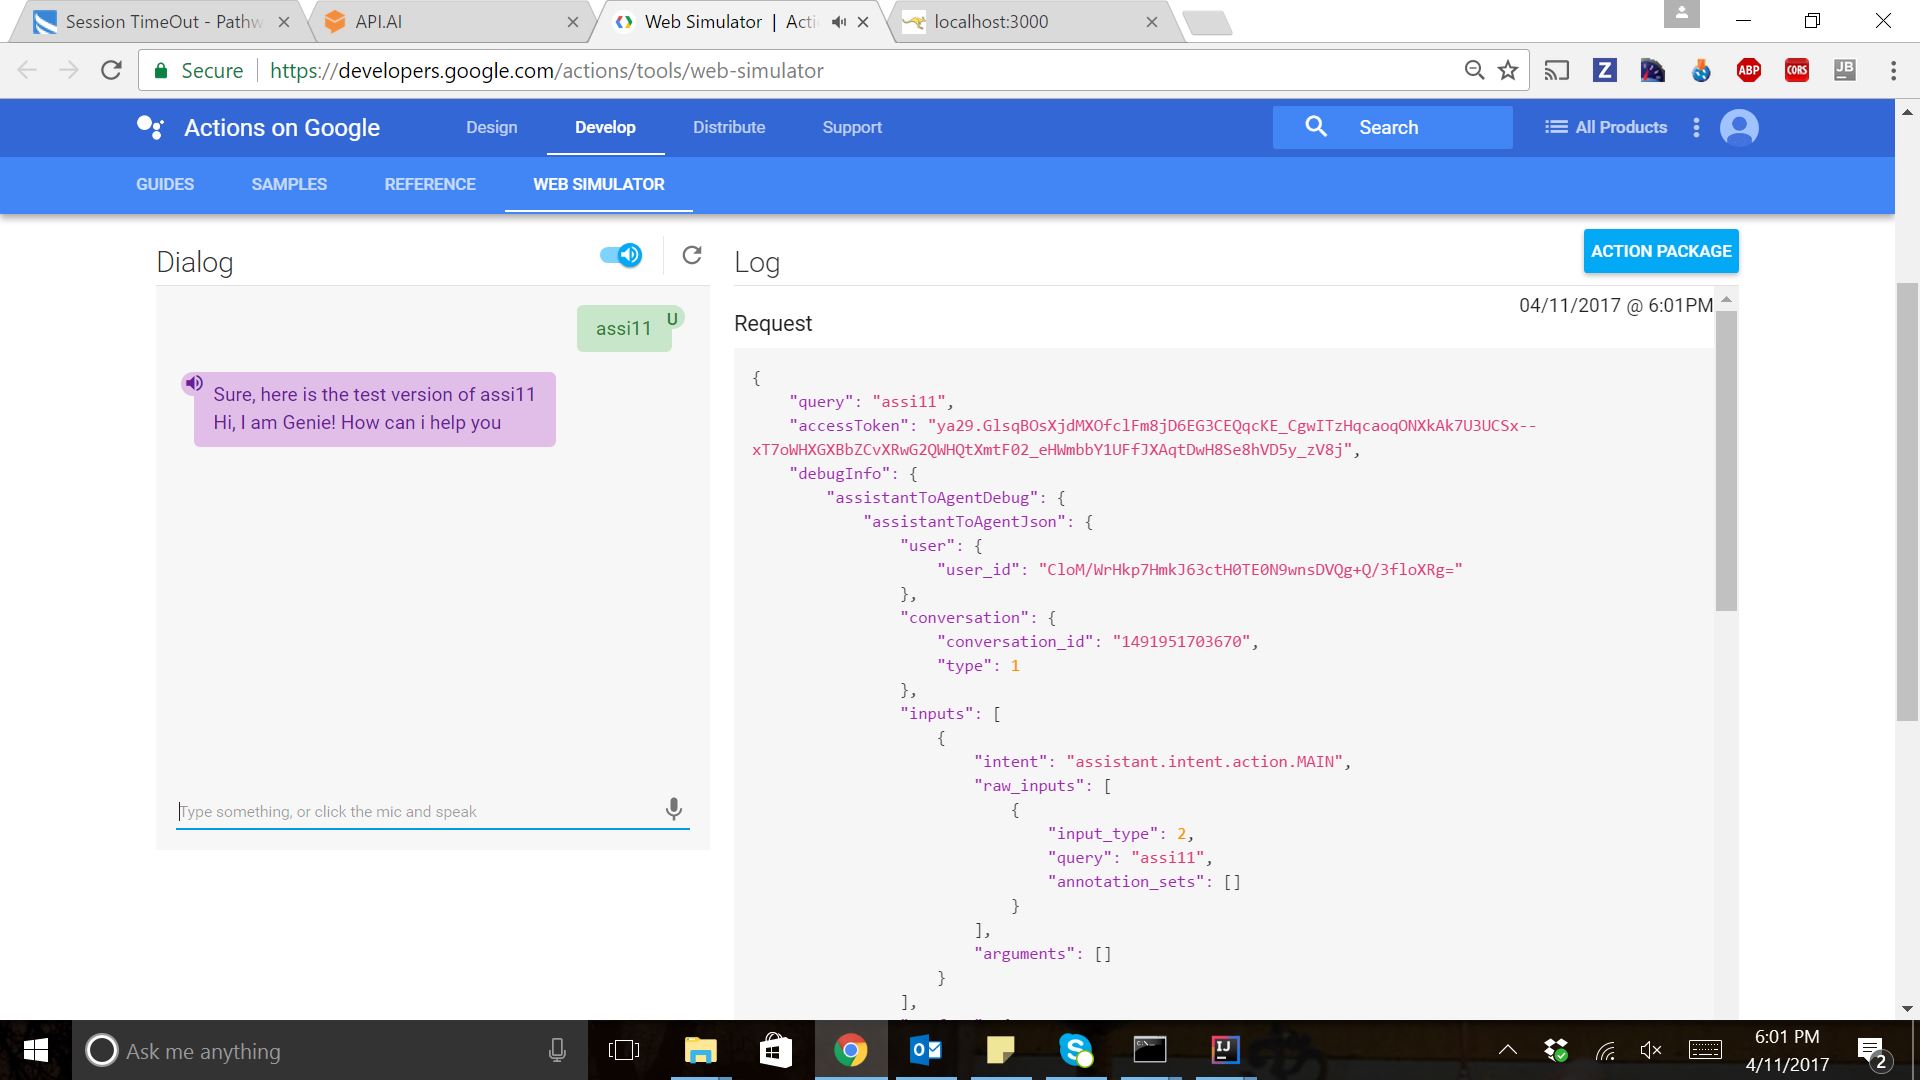 Session TimeOut - Pathw
API.AI
Web Simulator | Acti
localhost:3000
Secure
https://developers.google.com/actions/tools/web-simulator
Z
ABP
CORS
JB
Actions on Google
Design
Develop
Distribute
Support
Search
All Products
GUIDES
SAMPLES
REFERENCE
WEB SIMULATOR
Dialog
Log
ACTION PACKAGE
04/11/2017 @ 6:01PM
assi11
U
Sure, here is the test version of assi11
Hi, I am Genie! How can i help you
Type something, or click the mic and speak
Request
{
"query": "assi11",
"accessToken": "ya29.GlsqBOsXjdMXOfclFm8jD6EG3CEQqcKE_CgwITzHqcaoqONXkAk7U3UCSx--
xT7oWHXGXBbZCvXRwG2QWHQtXmtF02_eHWmbbY1UFfJXAqtDwH8Se8hVD5y_zV8j",
"debugInfo": {
"assistantToAgentDebug": {
"assistantToAgentJson": {
"user": {
"user_id": "CloM/WrHkp7HmkJ63ctH0TE0N9wnsDVQg+Q/3floXRg="
},
"conversation": {
"conversation_id": "1491951703670",
"type": 1
},
"inputs": [
{
"intent": "assistant.intent.action.MAIN",
"raw_inputs": [
{
"input_type": 2,
"query": "assi11",
"annotation_sets": []
}
],
"arguments": []
}
],
Ask me anything
6:01 PM
4/11/2017
2